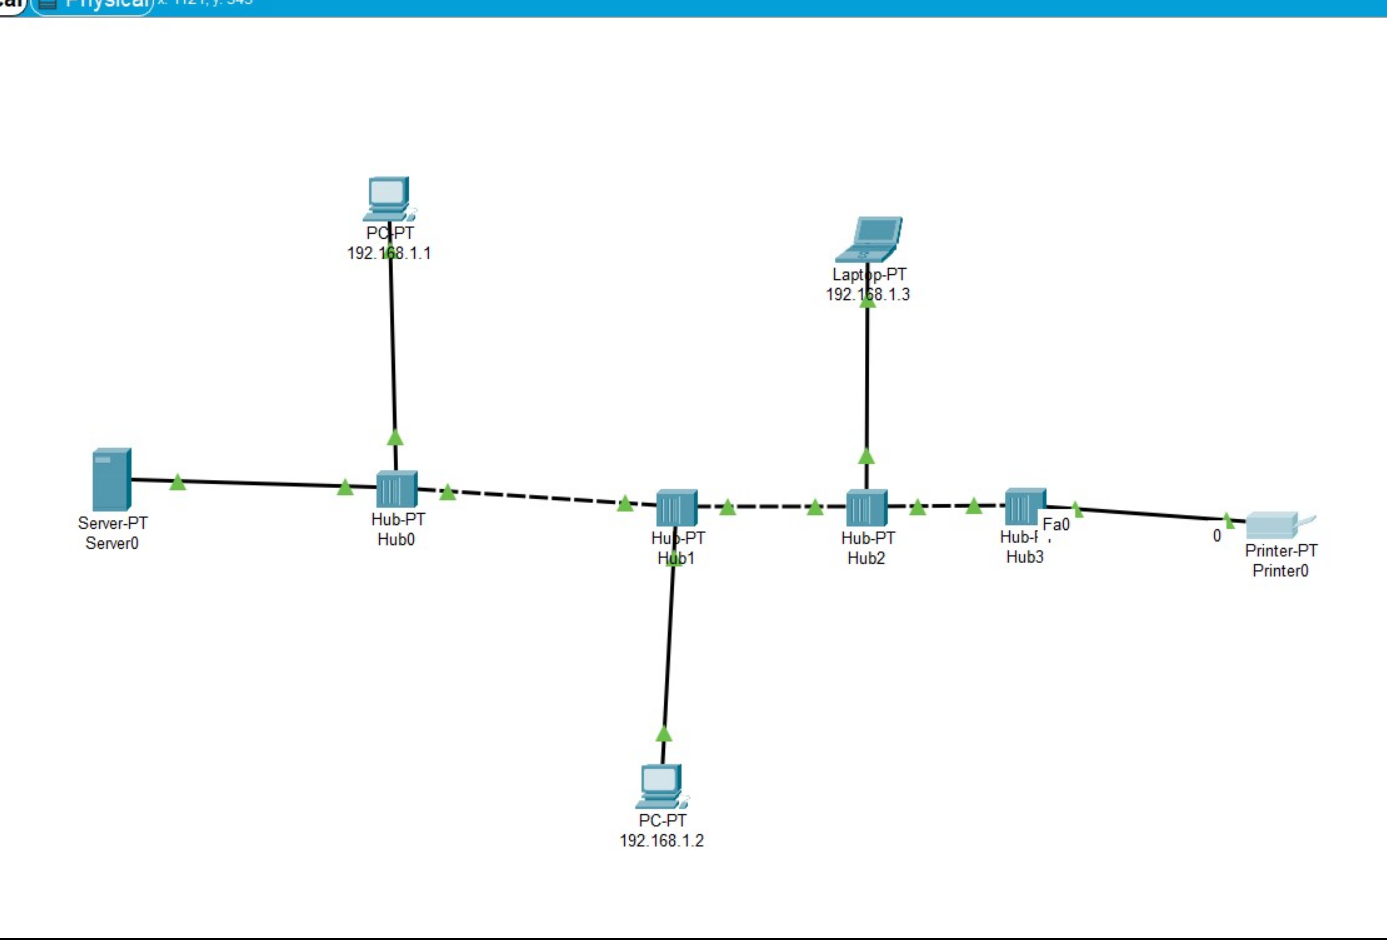 Physical x: 1121, y: 343
PC-PT
192.168.1.1
Laptop-PT
192.168.1.3
Server-PT
Server0
Hub-PT
Hub0
Hub-PT
Hub1
Hub-PT
Hub2
Hub-
Hub3
Fa0
0
Printer-PT
Printer0
PC-PT
192.168.1.2